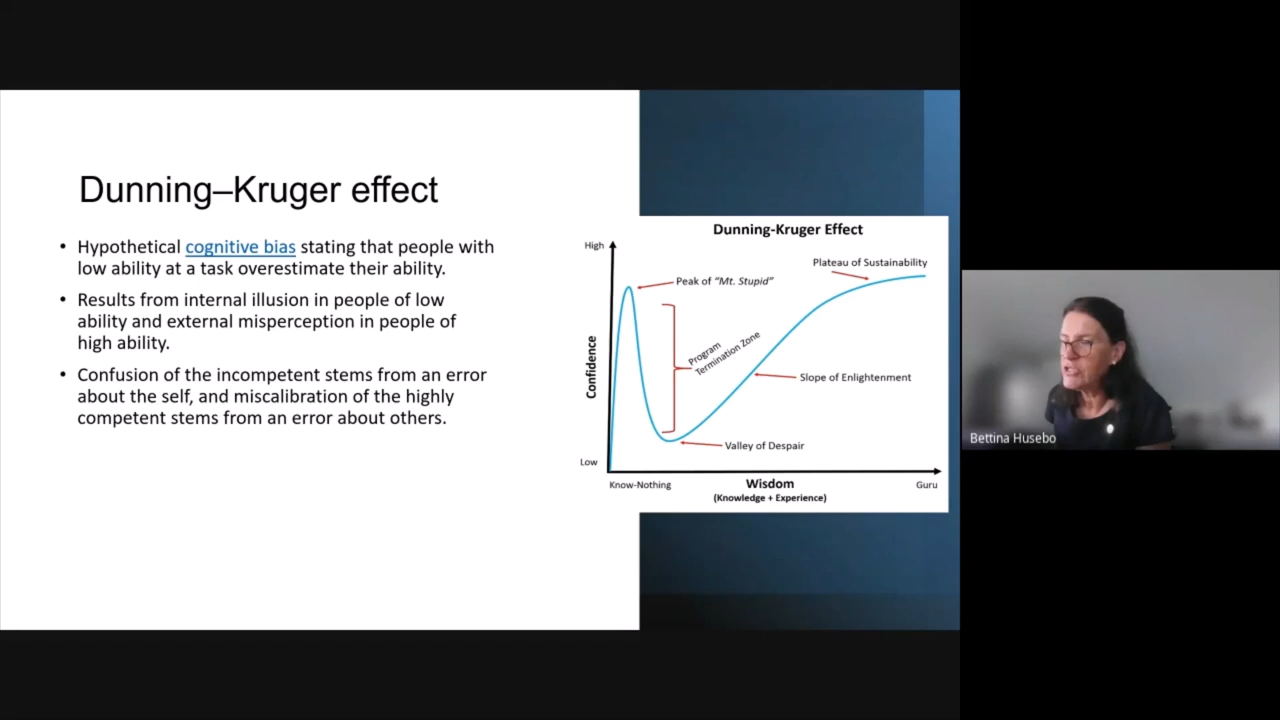 Dunning–Kruger effect
• Hypothetical cognitive bias stating that people with
low ability at a task overestimate their ability.
• Results from internal illusion in people of low
ability and external misperception in people of
high ability.
• Confusion of the incompetent stems from an error
about the self, and miscalibration of the highly
competent stems from an error about others.
Dunning-Kruger Effect
High
Plateau of Sustainability
Peak of "Mt. Stupid"
Program
Termination Zone
Confidence
Slope of Enlightenment
Valley of Despair
Low
Know-Nothing
Wisdom
(Knowledge + Experience)
Guru
Bettina Husebo